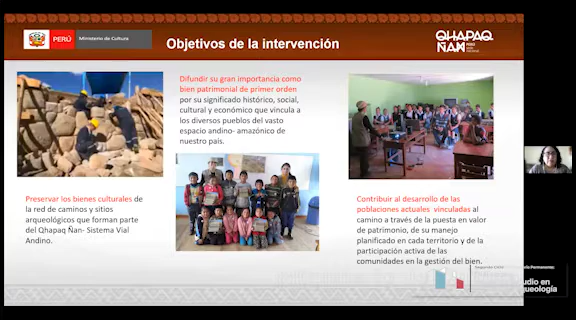 PERÚ
Ministerio de Cultura
Objetivos de la intervención
QHAPAQ
ÑAN
PERÚ
Difundir su gran importancia como
bien patrimonial de primer orden
por su significado histórico, social,
cultural y económico que vincula a
los diversos pueblos del vasto
espacio andino- amazónico de
nuestro país.
Preservar los bienes culturales de
la red de caminos y sitios
arqueológicos que forman parte
del Qhapaq Ñan- Sistema Vial
Andino.
Contribuir al desarrollo de las
poblaciones actuales vinculadas al
camino a través de la puesta en valor
de patrimonio, de su manejo
planificado en cada territorio y de la
participación activa de las
comunidades en la gestión del bien.